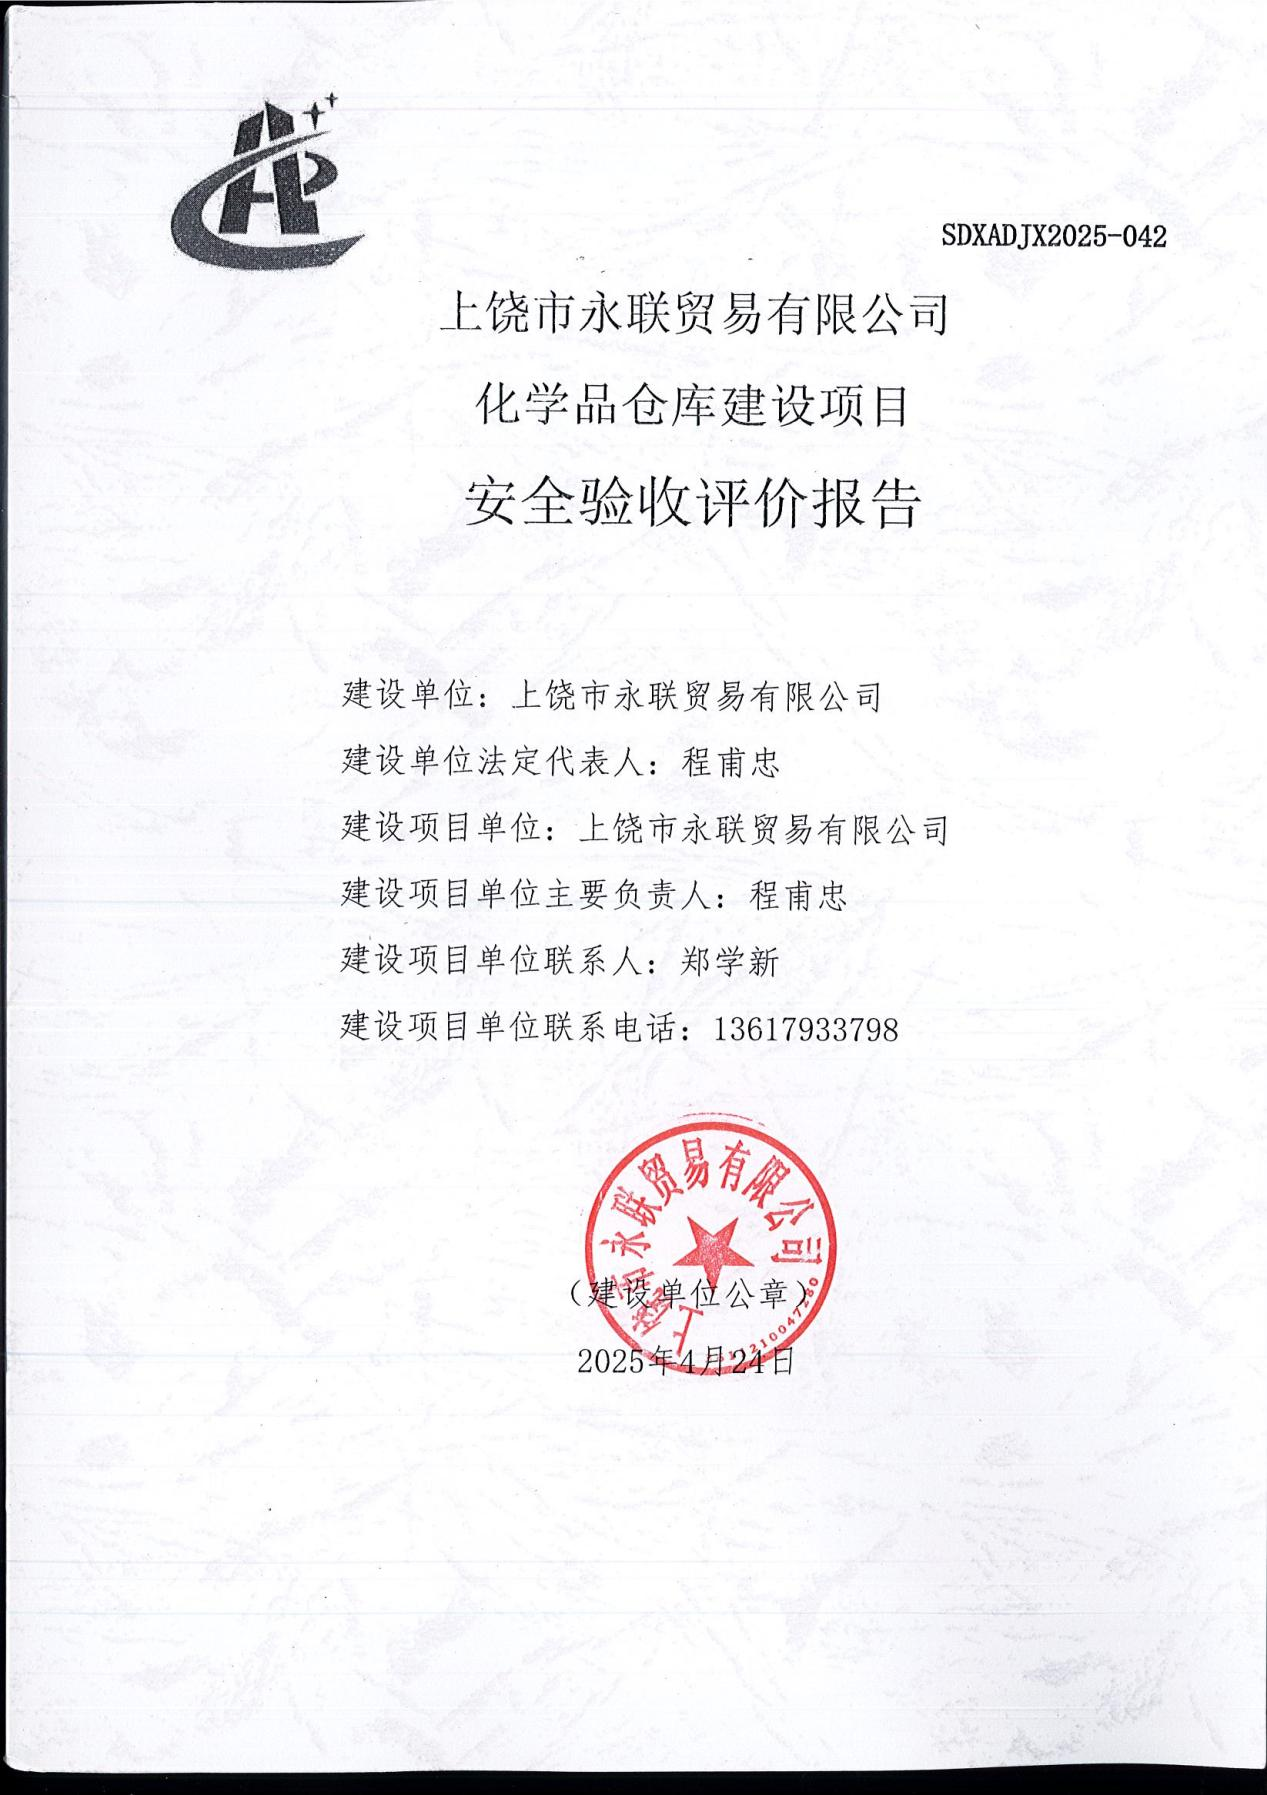 SDXADJX2025-042
上饶市永联贸易有限公司
化学品仓库建设项目
安全验收评价报告
建设单位：上饶市永联贸易有限公司
建设单位法定代表人：程甫忠
建设项目单位：上饶市永联贸易有限公司
建设项目单位主要负责人：程甫忠
建设项目单位联系人：郑学新
建设项目单位联系电话：13617933798
上饶市永联贸易有限公司
（建设单位公章）
2025年4月24日